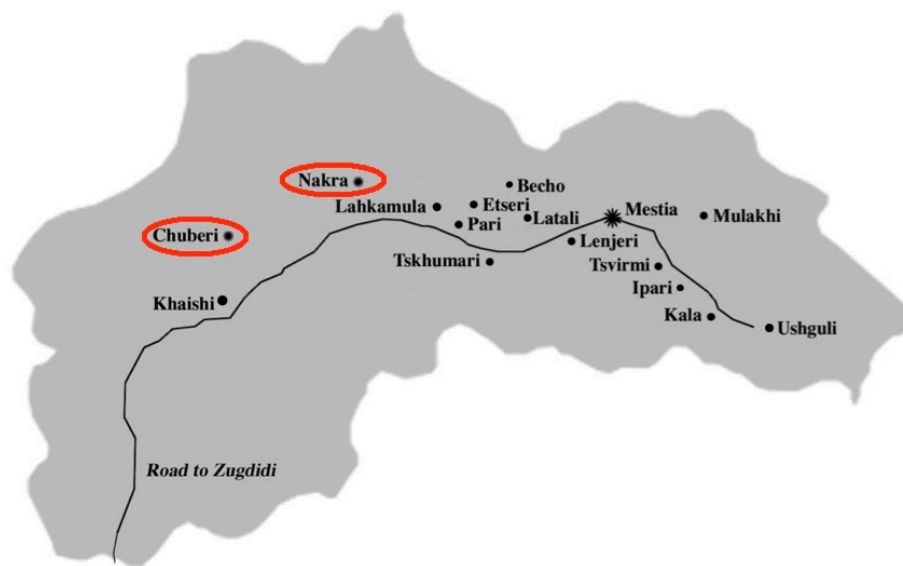 Nakra
Becho
Etseri
Lahkamula
Latali
Mestia
Mulakhi
Pari
Chuberi
Lenjeri
Tskhumari
Tsvirmi
Ipari
Khaishi
Kala
Ushguli
Road to Zugdidi